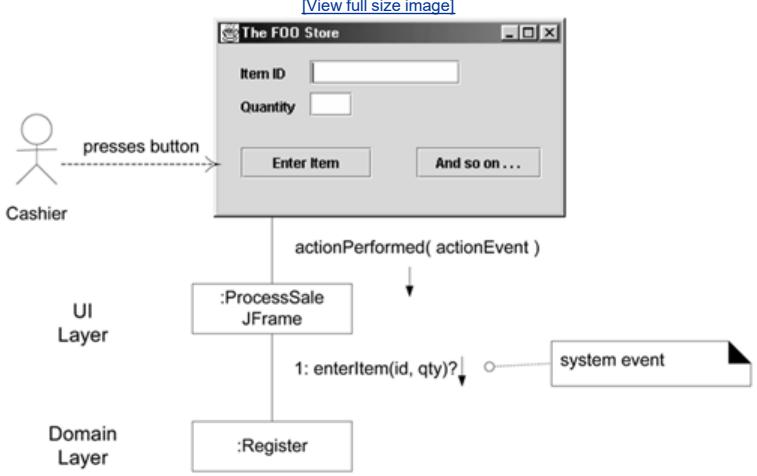 [View full size image]
The FOO Store
Item ID
Quantity
presses button
Enter Item
And so on . . .
Cashier
actionPerformed( actionEvent )
:ProcessSale
JFrame
UI
Layer
1: enterItem(id, qty)?
system event
Domain
Layer
:Register